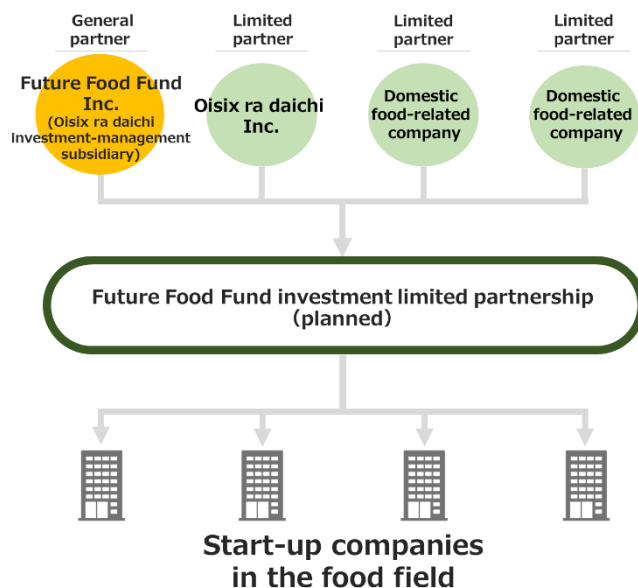 General
partner
Limited
partner
Limited
partner
Limited
partner
Future Food Fund
Inc.
(Oisix ra daichi
investment-management
subsidiary)
Oisix ra daichi
Inc.
Domestic
food-related
company
Domestic
food-related
company
Future Food Fund investment limited partnership
(planned)
Start-up companies
in the food field